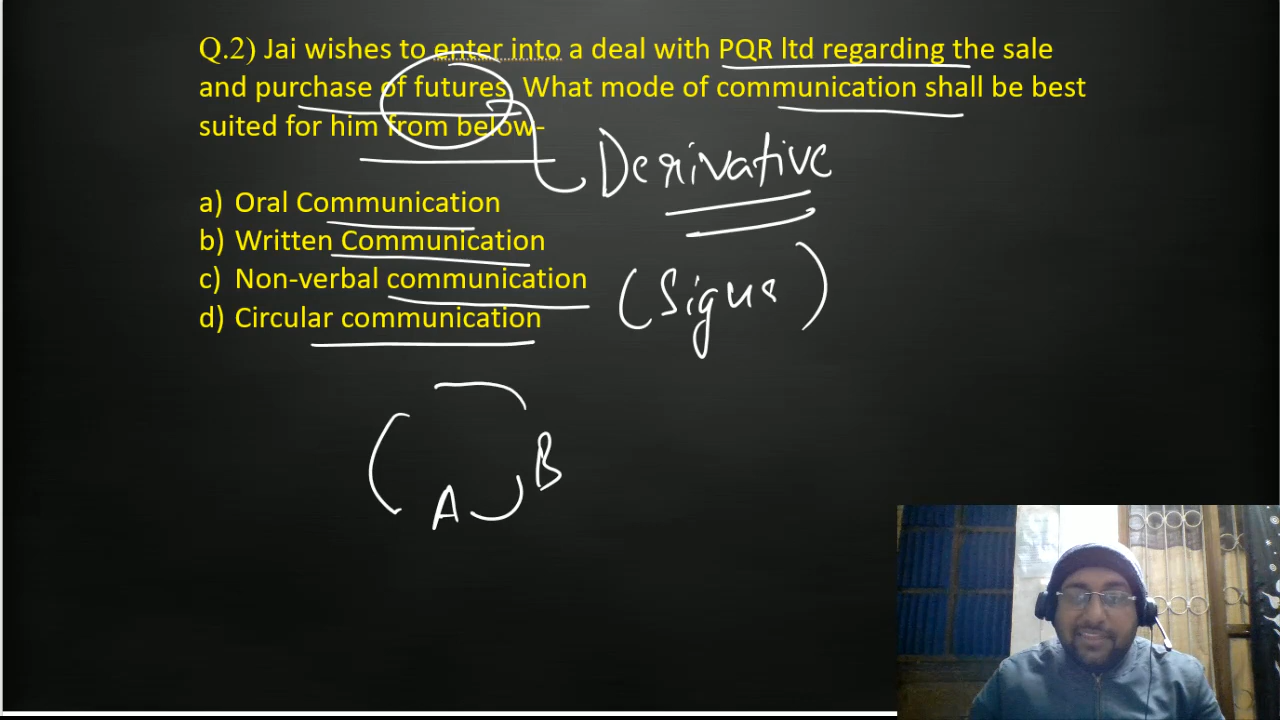 Q.2) Jai wishes to enter into a deal with PQR ltd regarding the sale
and purchase of futures. What mode of communication shall be best
suited for him from below-
Derivative
a) Oral Communication
b) Written Communication
c) Non-verbal communication
(Signs)
d) Circular communication
B
A